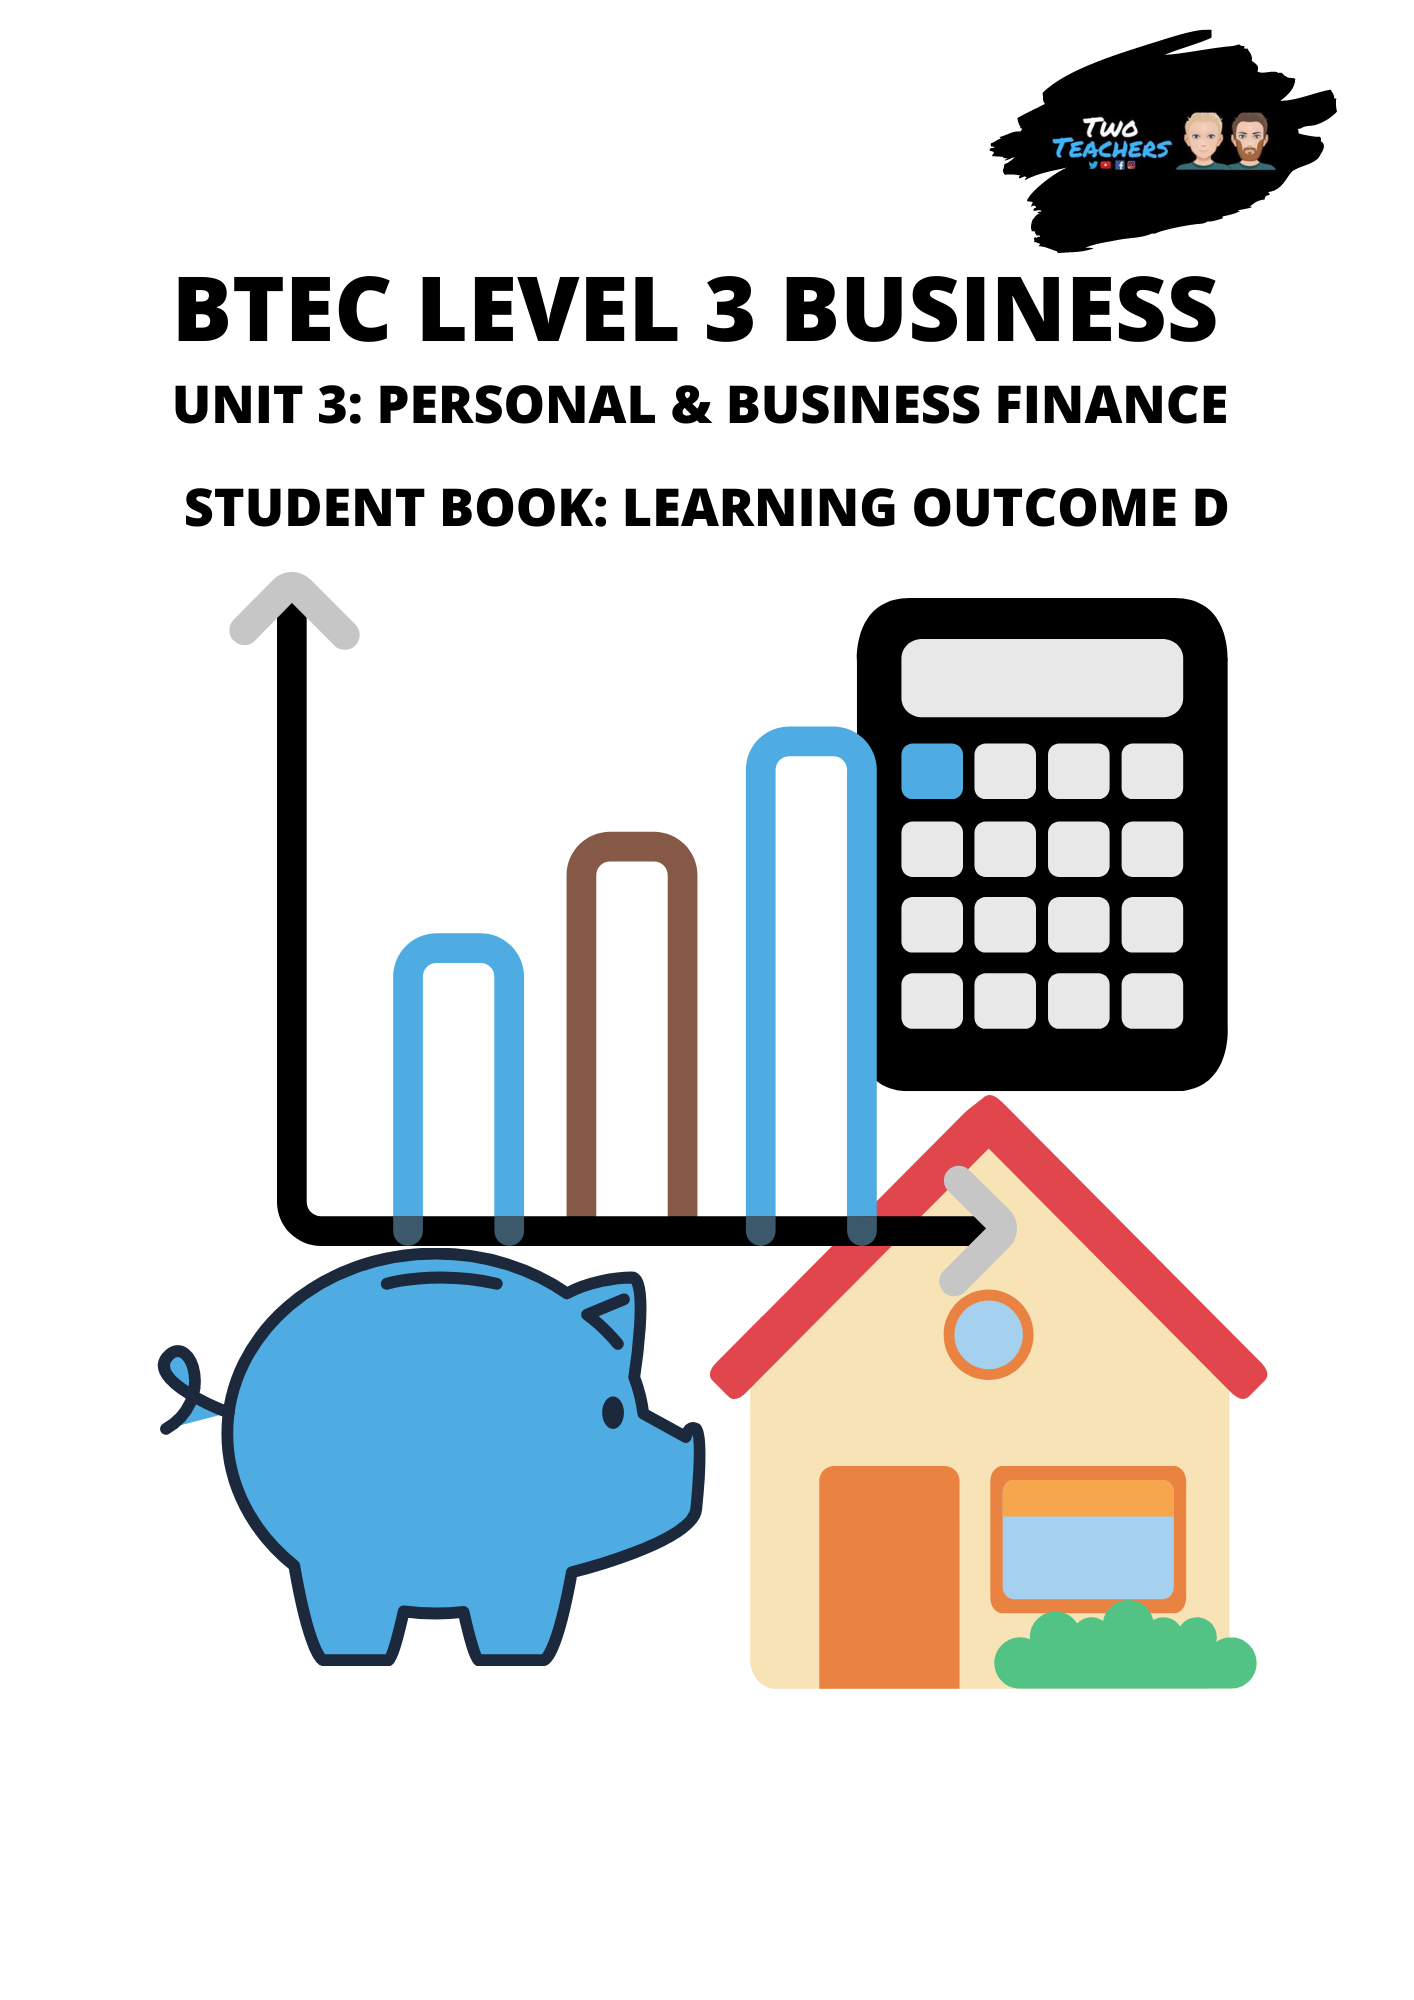 Two
Teachers
BTEC LEVEL 3 BUSINESS
UNIT 3: PERSONAL & BUSINESS FINANCE
STUDENT BOOK: LEARNING OUTCOME D